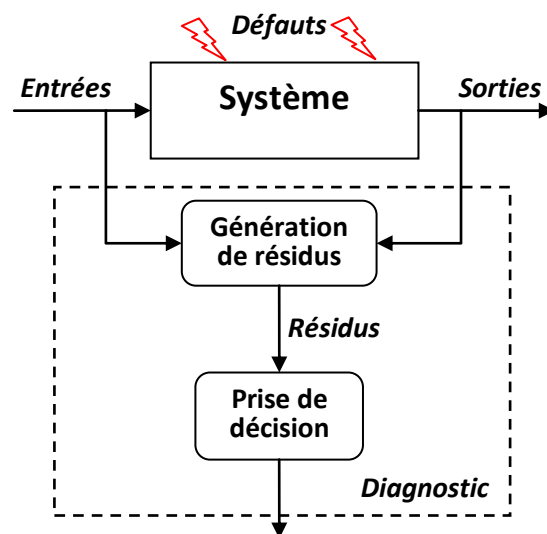 Défauts
Entrées
Système
Sorties
Génération
de résidus
Résidus
Prise de
décision
Diagnostic